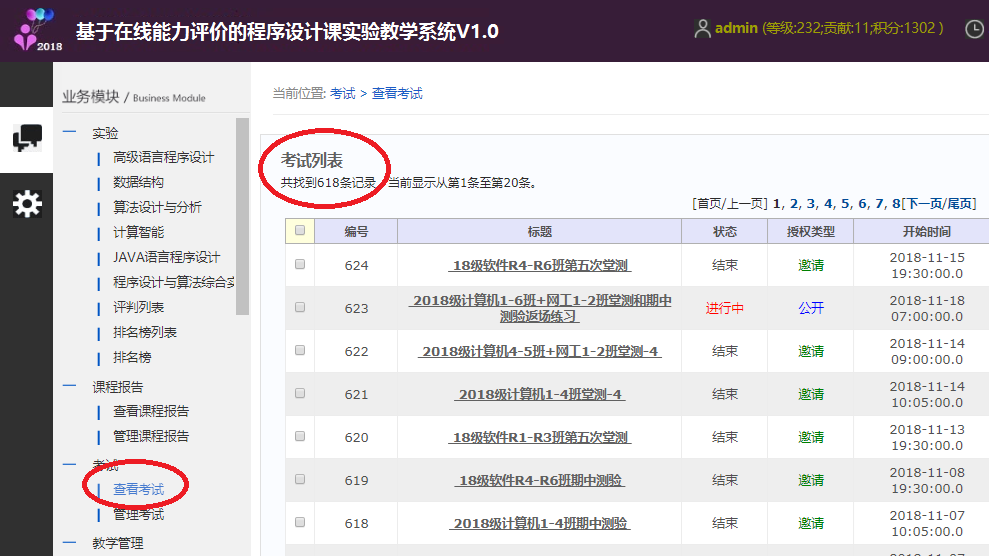 2018
基于在线能力评价的程序设计课实验教学系统V1.0
admin (等级:232;贡献:11;积分:1302 )
业务模块 / Business Module
实验
高级语言程序设计
数据结构
算法设计与分析
计算智能
JAVA语言程序设计
程序设计与算法综合实
评判列表
排名榜列表
排名榜
课程报告
查看课程报告
管理课程报告
考试
查看考试
管理考试
教学管理
当前位置: 考试 > 查看考试
考试列表
共找到618条记录，当前显示从第1条至第20条。
[首页/上一页] 1, 2, 3, 4, 5, 6, 7, 8[下一页/尾页]
编号 标题 状态 授权类型 开始时间
624 18级软件R4-R6班第五次堂测 结束 邀请 2018-11-15 19:30:00.0
623 2018级计算机1-6班+网工1-2班堂测和期中测验返场练习 进行中 公开 2018-11-18 07:00:00.0
622 2018级计算机4-5班+网工1-2班堂测-4 结束 邀请 2018-11-14 09:00:00.0
621 2018级计算机1-4班堂测-4 结束 邀请 2018-11-14 10:05:00.0
620 18级软件R1-R3班第五次堂测 结束 邀请 2018-11-13 19:30:00.0
619 18级软件R4-R6班期中测验 结束 邀请 2018-11-08 19:30:00.0
618 2018级计算机1-4班期中测验 结束 邀请 2018-11-07 10:05:00.0